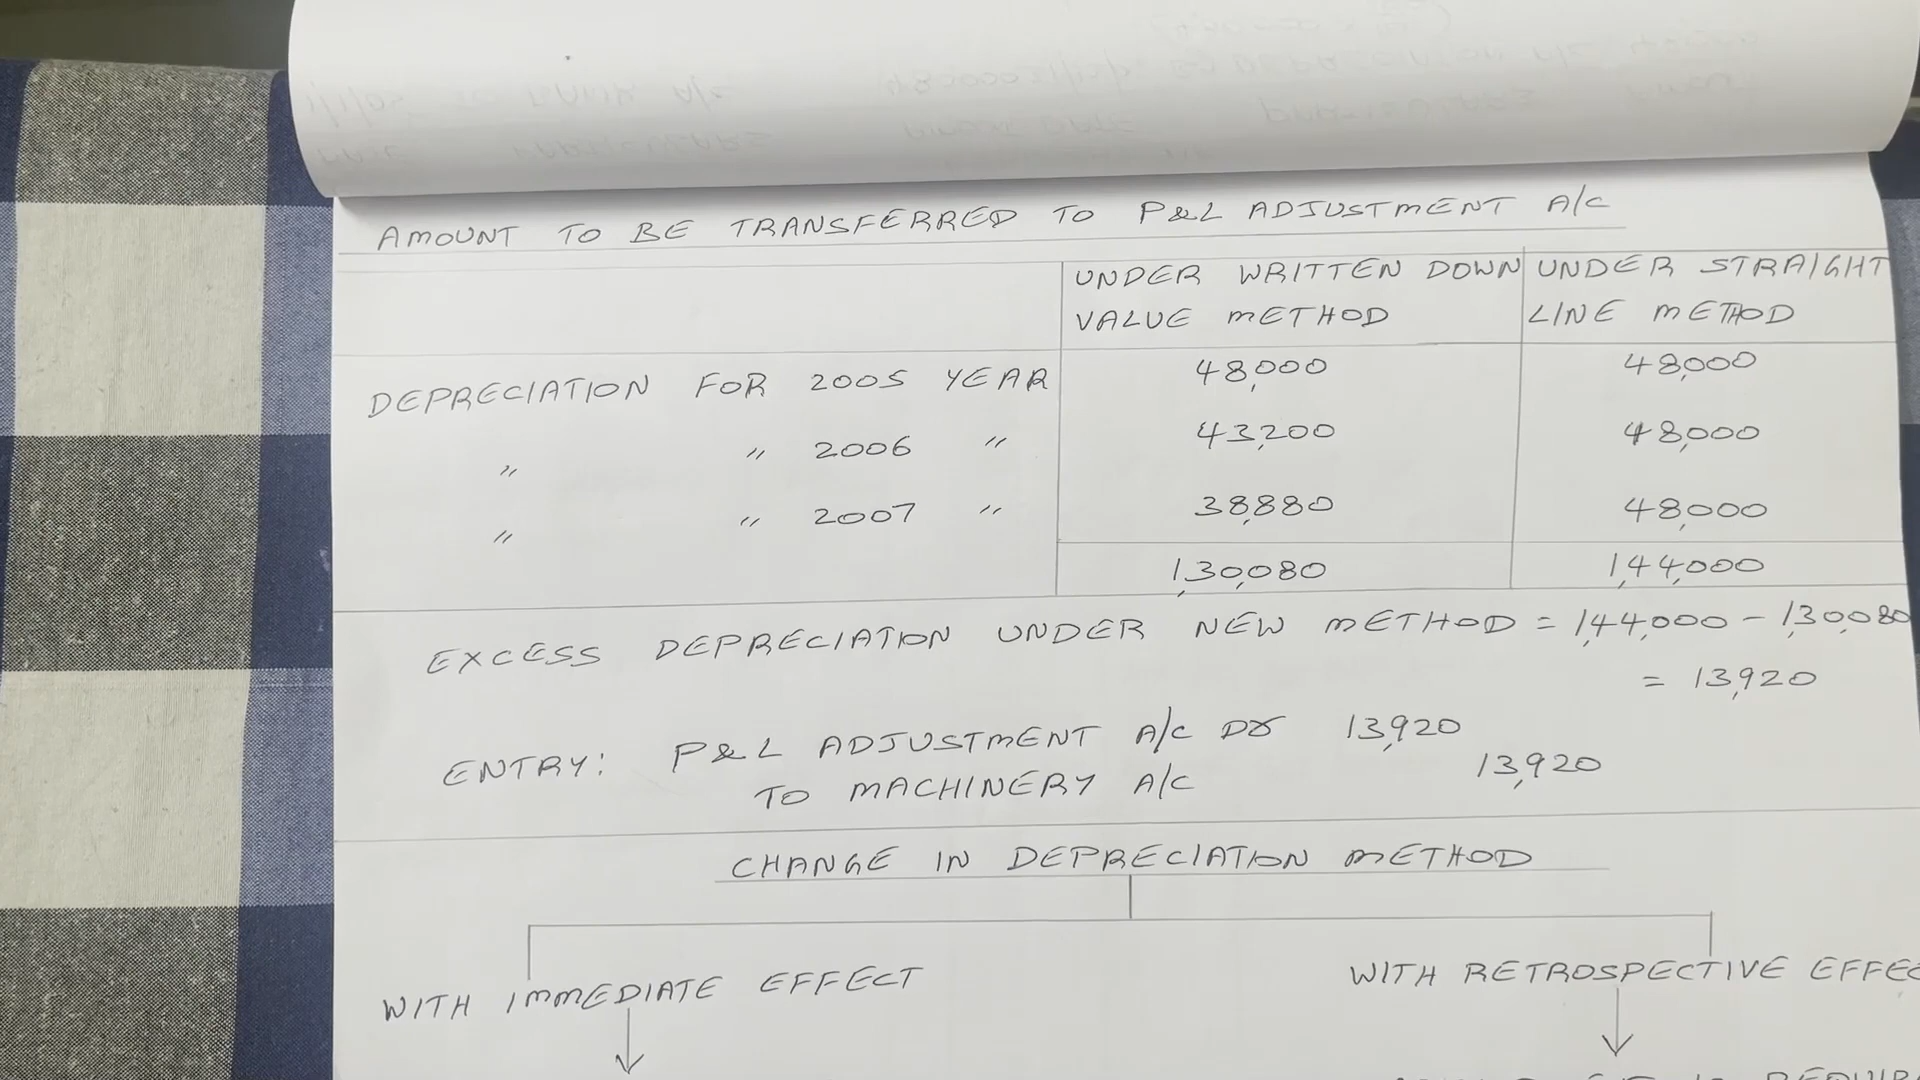 AMOUNT TO BE TRANSFERRED TO P&L ADJUSTMENT A/C
UNDER WRITTEN DOWN VALUE METHOD
UNDER STRAIGHT LINE METHOD
DEPRECIATION FOR 2005 YEAR 48,000 48,000
" " 2006 " 43,200 48,000
" " 2007 " 38,880 48,000
1,30,080 1,44,000
EXCESS DEPRECIATION UNDER NEW METHOD = 1,44,000 - 1,30,080
= 13,920
ENTRY: P&L ADJUSTMENT A/C Dr 13,920
TO MACHINERY A/C 13,920
CHANGE IN DEPRECIATION METHOD
WITH IMMEDIATE EFFECT
WITH RETROSPECTIVE EFFEC